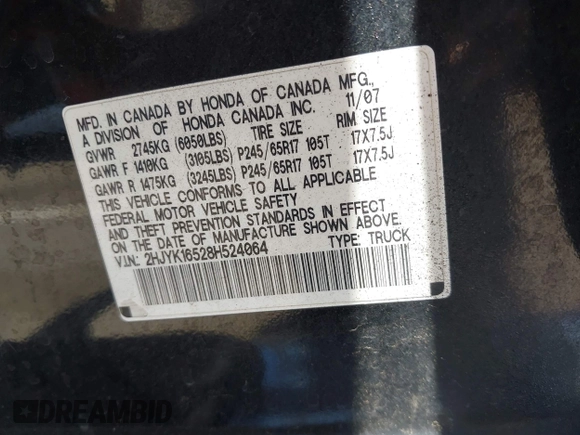 MFD. IN CANADA BY HONDA OF CANADA MFG.,
A DIVISION OF HONDA CANADA INC. 11/07
GVWR 2745KG (6050LBS) TIRE SIZE RIM SIZE
GAWR F 1410KG (3105LBS) P245/65R17 105T 17X7.5J
GAWR R 1475KG (3245LBS) P245/65R17 105T 17X7.5J
THIS VEHICLE CONFORMS TO ALL APPLICABLE
FEDERAL MOTOR VEHICLE SAFETY
AND THEFT PREVENTION STANDARDS IN EFFECT
ON THE DATE OF MANUFACTURE SHOWN ABOVE.
V.I.N: 2HJYK16528H524064 TYPE: TRUCK
DREAMBID